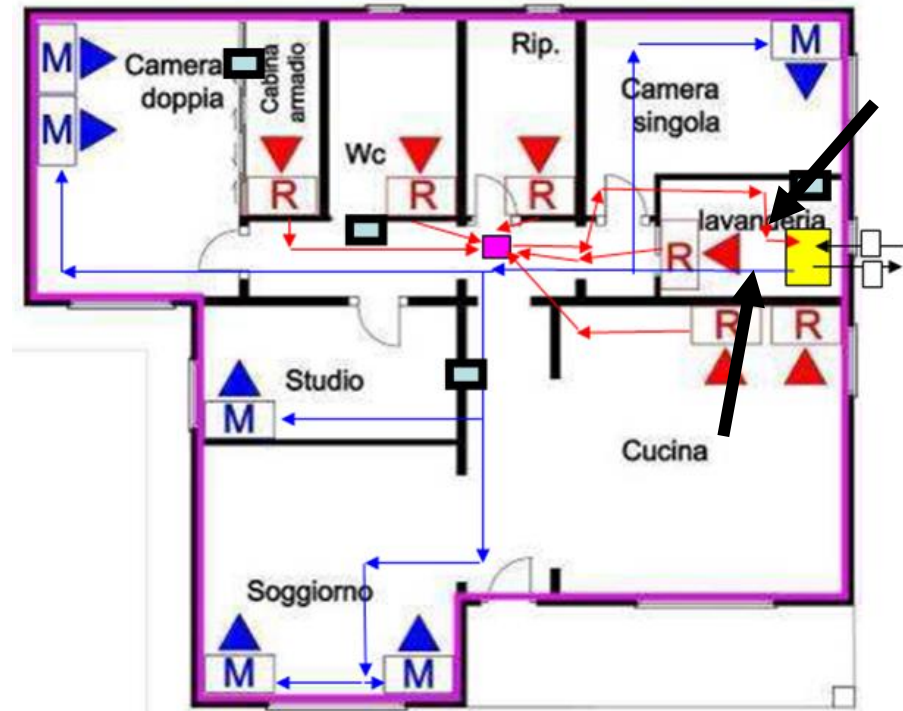 M
Camera
doppia
M
Cabina
armadio
R
Wc
R
Rip.
R
M
Camera
singola
lavanderia
R
R
R
Studio
M
Cucina
Soggiorno
M
M